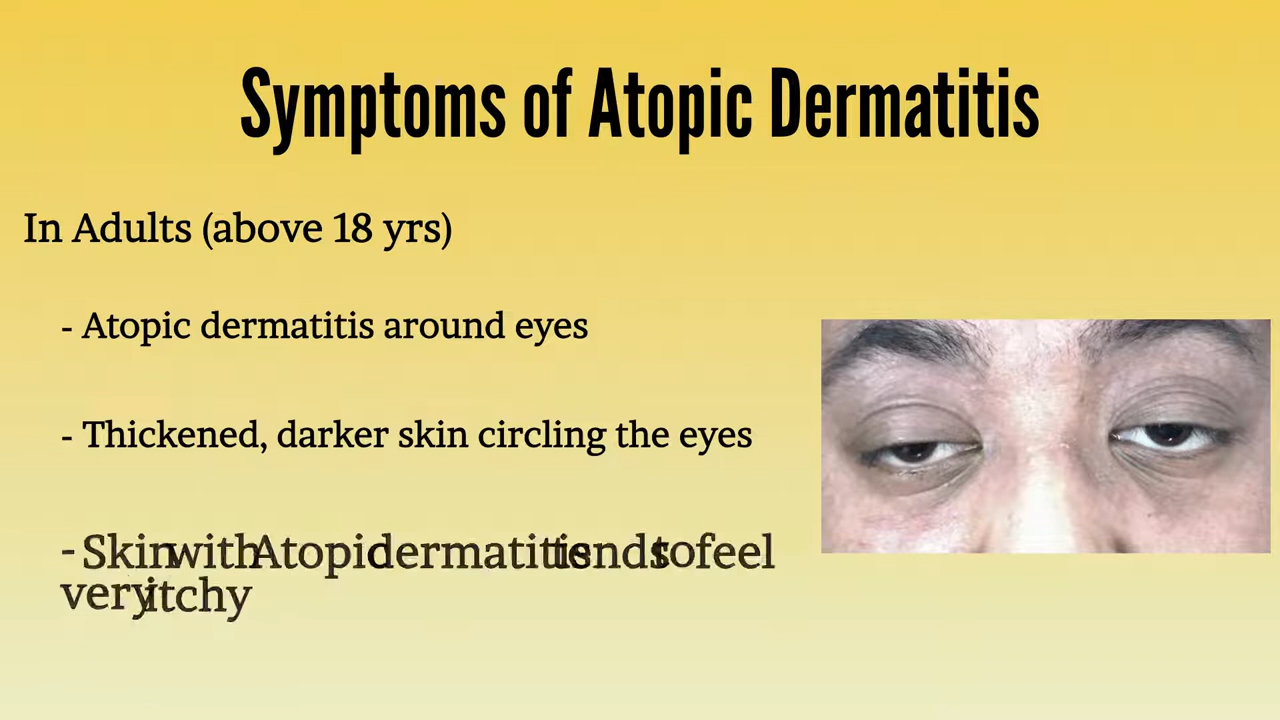 Symptoms of Atopic Dermatitis
In Adults (above 18 yrs)
- Atopic dermatitis around eyes
- Thickened, darker skin circling the eyes
- Skin with Atopic dermatitis tends to feel
very itchy